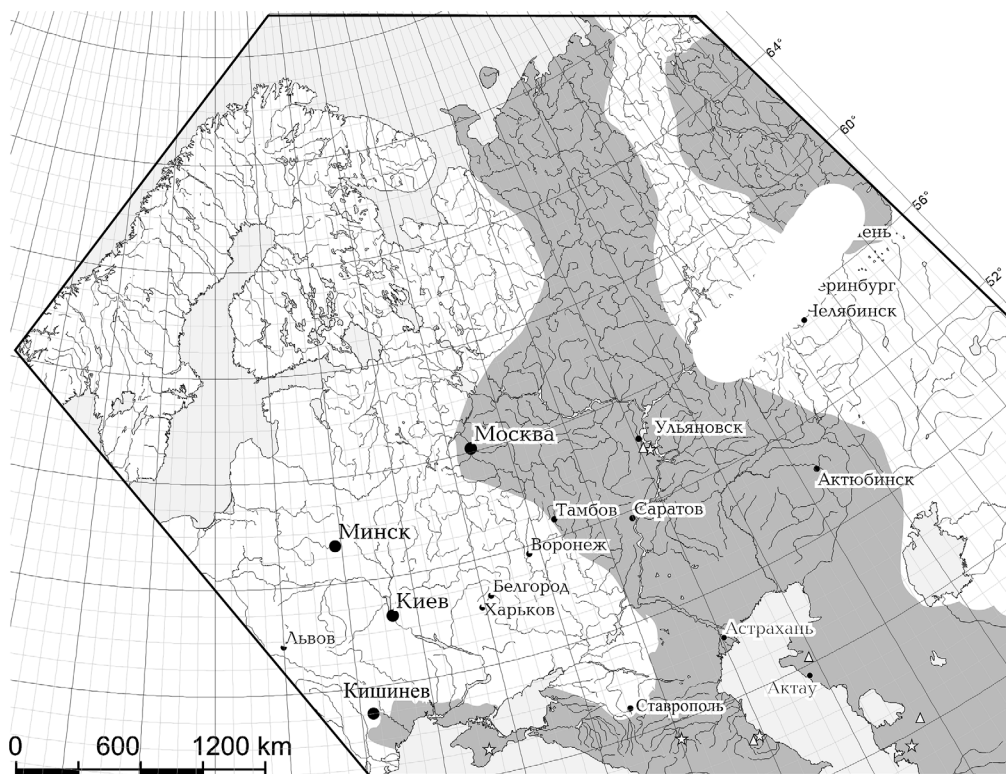 64°
60°
56°
ень
еринбург
52°
Челябинск
Москва
Ульяновск
Актюбинск
Тамбов
Саратов
Минск
Воронеж
Белгород
Киев
Харьков
Астрахань
Львов
Кишинев
Актау
Ставрополь
0 600 1200 km